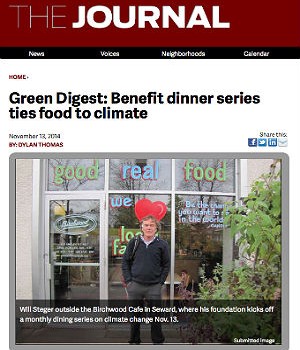 THE JOURNAL
News Voices Neighborhoods Calendar
HOME ›
Green Digest: Benefit dinner series
ties food to climate
November 13, 2014
BY: DYLAN THOMAS
Share this:
good real food
we
Be the change
you want to see
in the world
Birchwood
Will Steger outside the Birchwood Cafe in Seward, where his foundation kicks off
a monthly dining series on climate change Nov. 13.
Submitted image